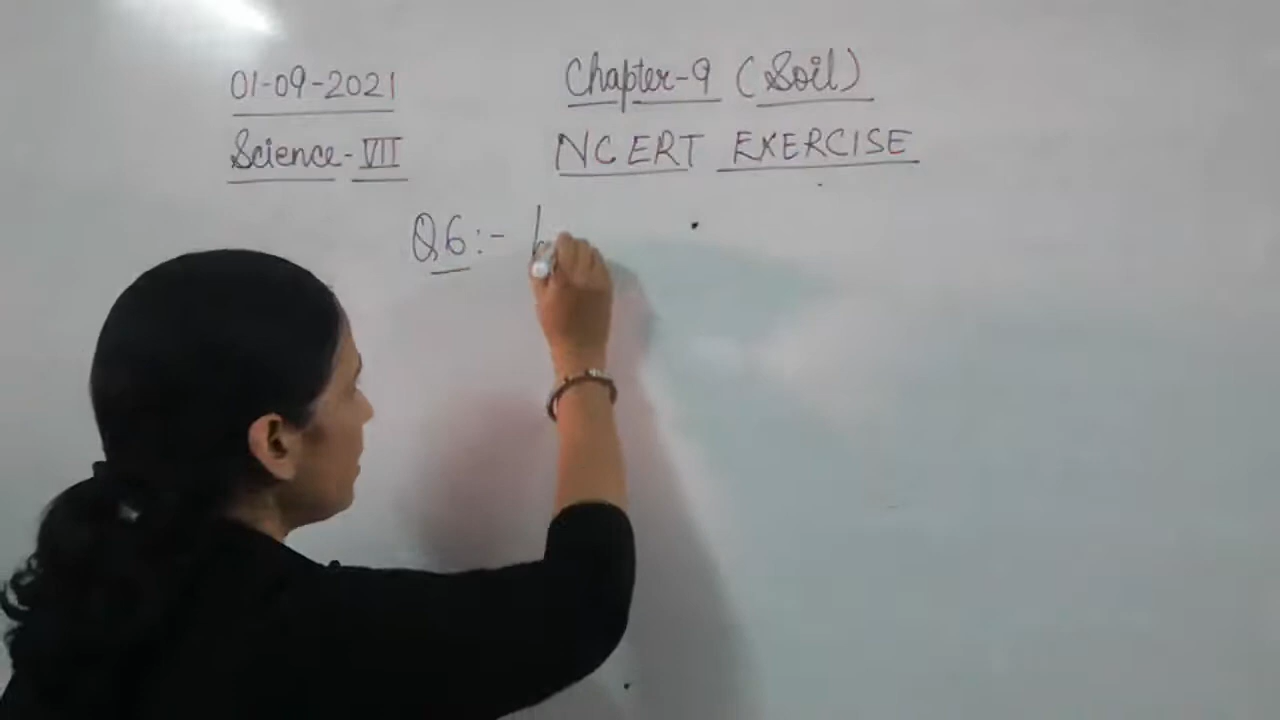 01-09-2021 Chapter-9 (Soil)
Science-VII NCERT EXERCISE
Q6:-